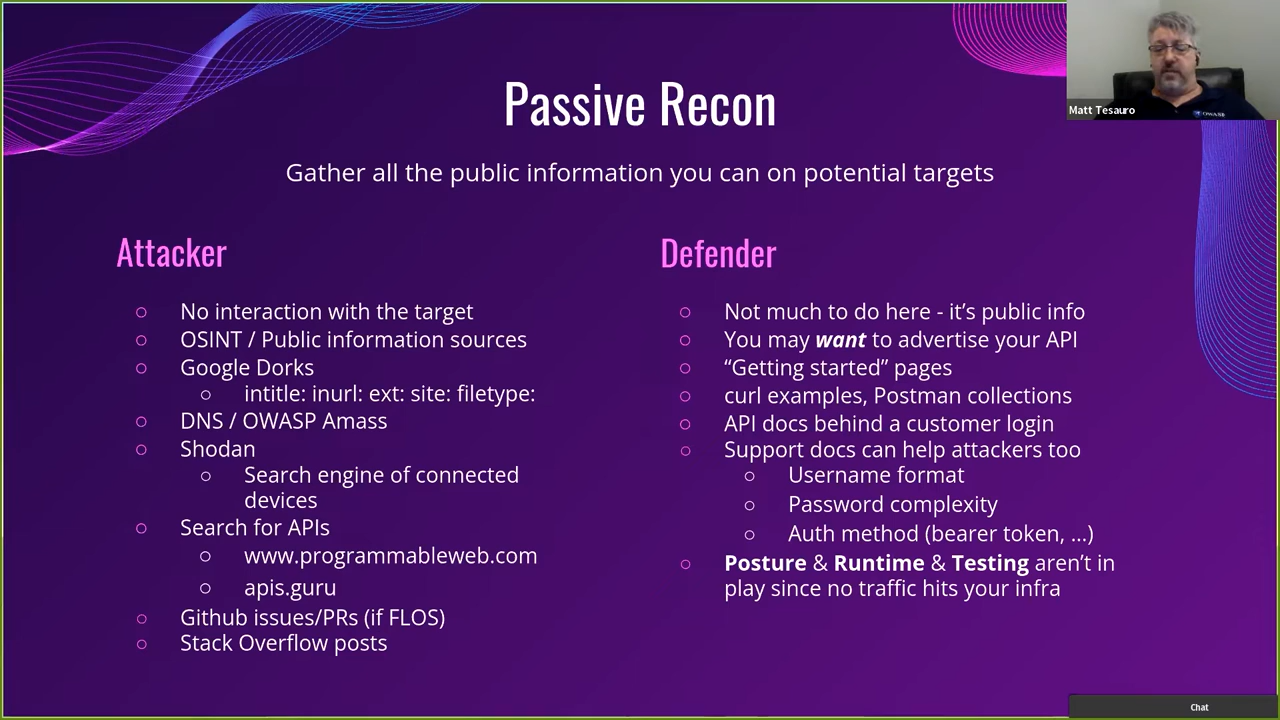 Passive Recon
Matt Tesauro
OWASP
Gather all the public information you can on potential targets
Attacker
No interaction with the target
OSINT / Public information sources
Google Dorks
intitle: inurl: ext: site: filetype:
DNS / OWASP Amass
Shodan
Search engine of connected
devices
Search for APIs
www.programmableweb.com
apis.guru
Github issues/PRs (if FLOS)
Stack Overflow posts
Defender
Not much to do here - it’s public info
You may want to advertise your API
“Getting started” pages
curl examples, Postman collections
API docs behind a customer login
Support docs can help attackers too
Username format
Password complexity
Auth method (bearer token, ...)
Posture & Runtime & Testing aren’t in
play since no traffic hits your infra
Chat